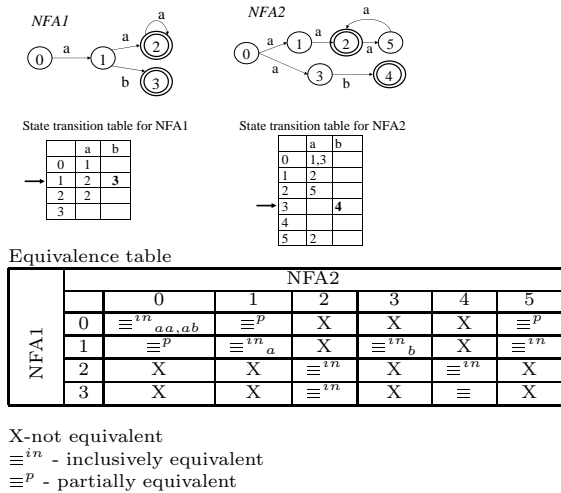 NFA1
NFA2
a
a
a
b
0
1
2
3
a
a
a
a
a
b
0
1
2
5
3
4
State transition table for NFA1
State transition table for NFA2
a b
0 1
1 2 3
2 2
3
a b
0 1,3
1 2
2 5
3 4
4
5 2
Equivalence table
NFA2
0 1 2 3 4 5
NFA1
0 ≡ⁱⁿaa,ab ≡ᵖ X X X ≡ᵖ
1 ≡ᵖ ≡ⁱⁿa X ≡ⁱⁿb X ≡ⁱⁿ
2 X X ≡ⁱⁿ X ≡ⁱⁿ X
3 X X ≡ⁱⁿ X ≡ X
X-not equivalent
≡ⁱⁿ - inclusively equivalent
≡ᵖ - partially equivalent